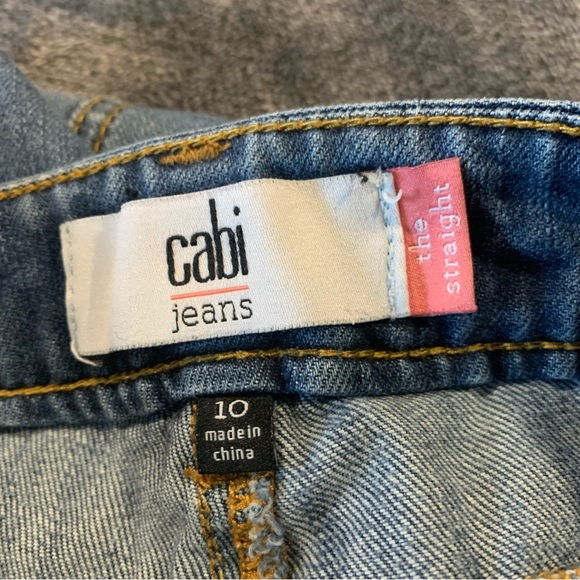 cabi
jeans
the
straight
10
made in
china